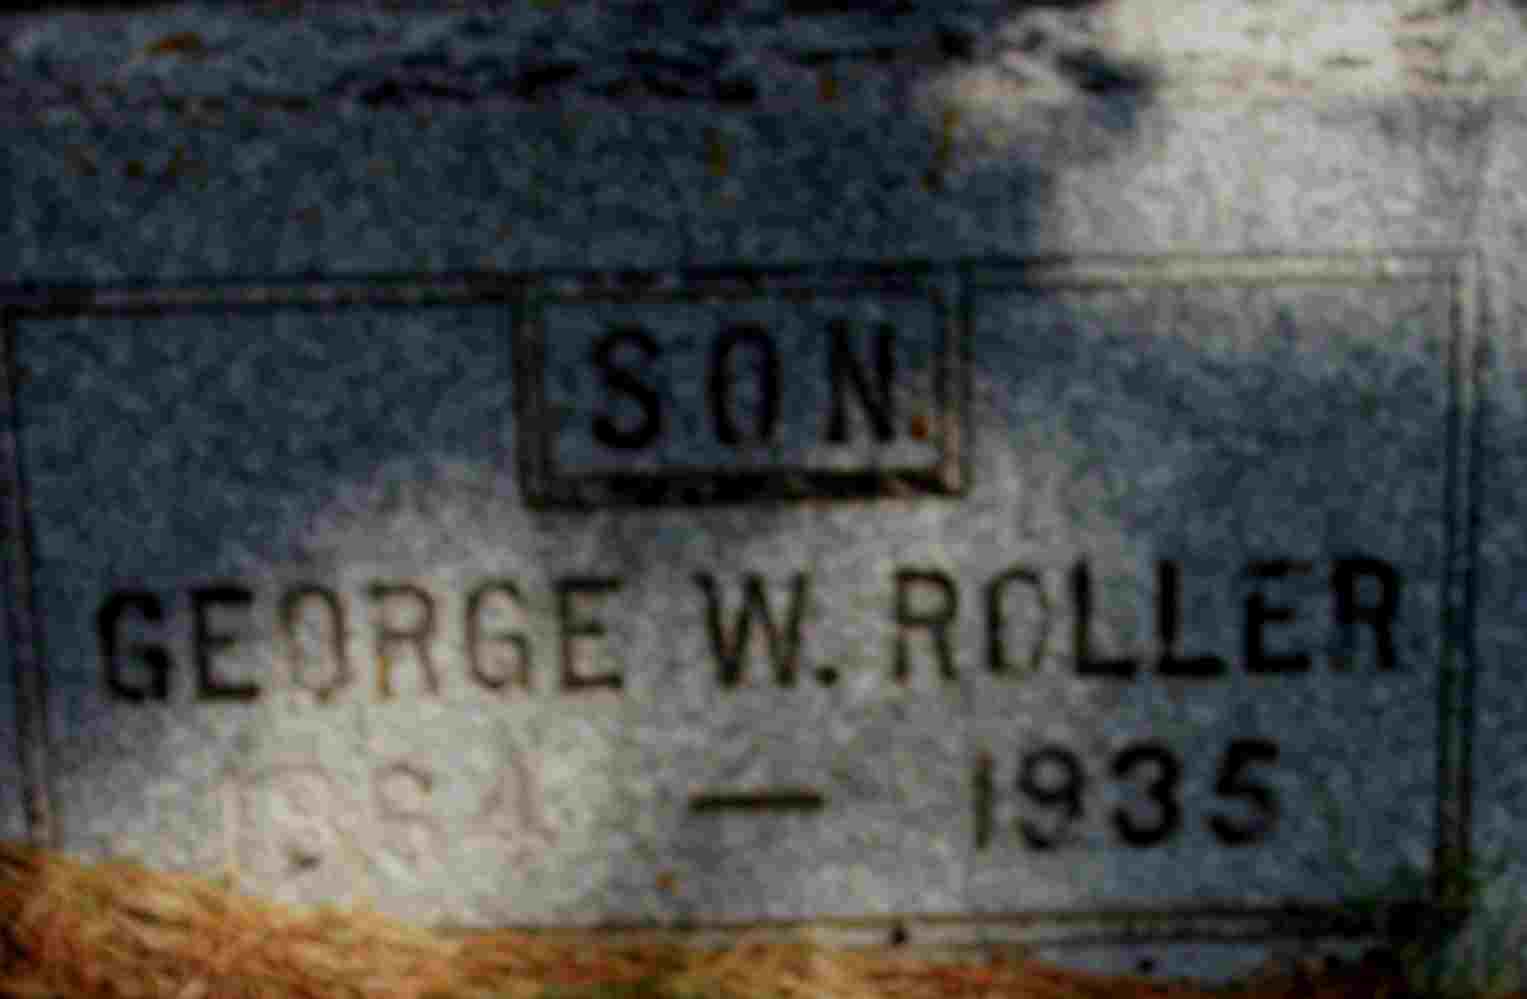 SON
GEORGE W. ROLLER
— 1935